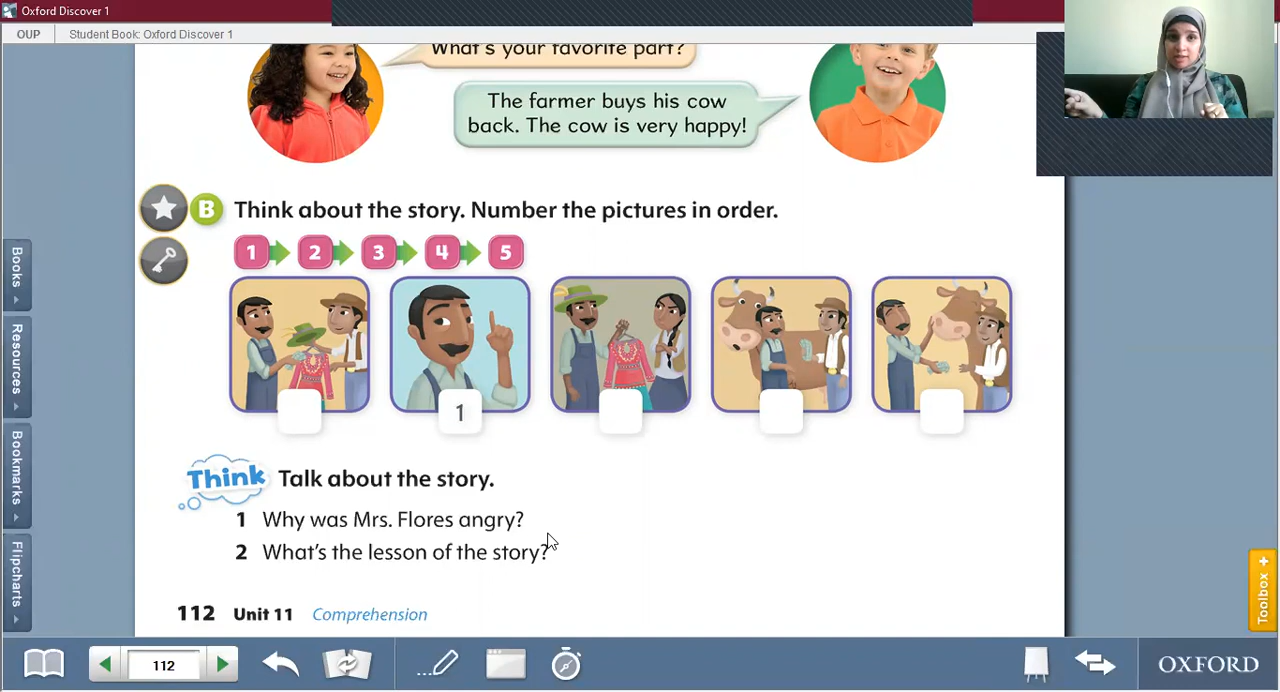 Oxford Discover 1
OUP
Student Book: Oxford Discover 1
What's your favorite part?
The farmer buys his cow
back. The cow is very happy!
B Think about the story. Number the pictures in order.
1 2 3 4 5
1
Think Talk about the story.
1 Why was Mrs. Flores angry?
2 What's the lesson of the story?
112 Unit 11 Comprehension
Books
Resources
Bookmarks
Flipcharts
Toolbox +
112
OXFORD